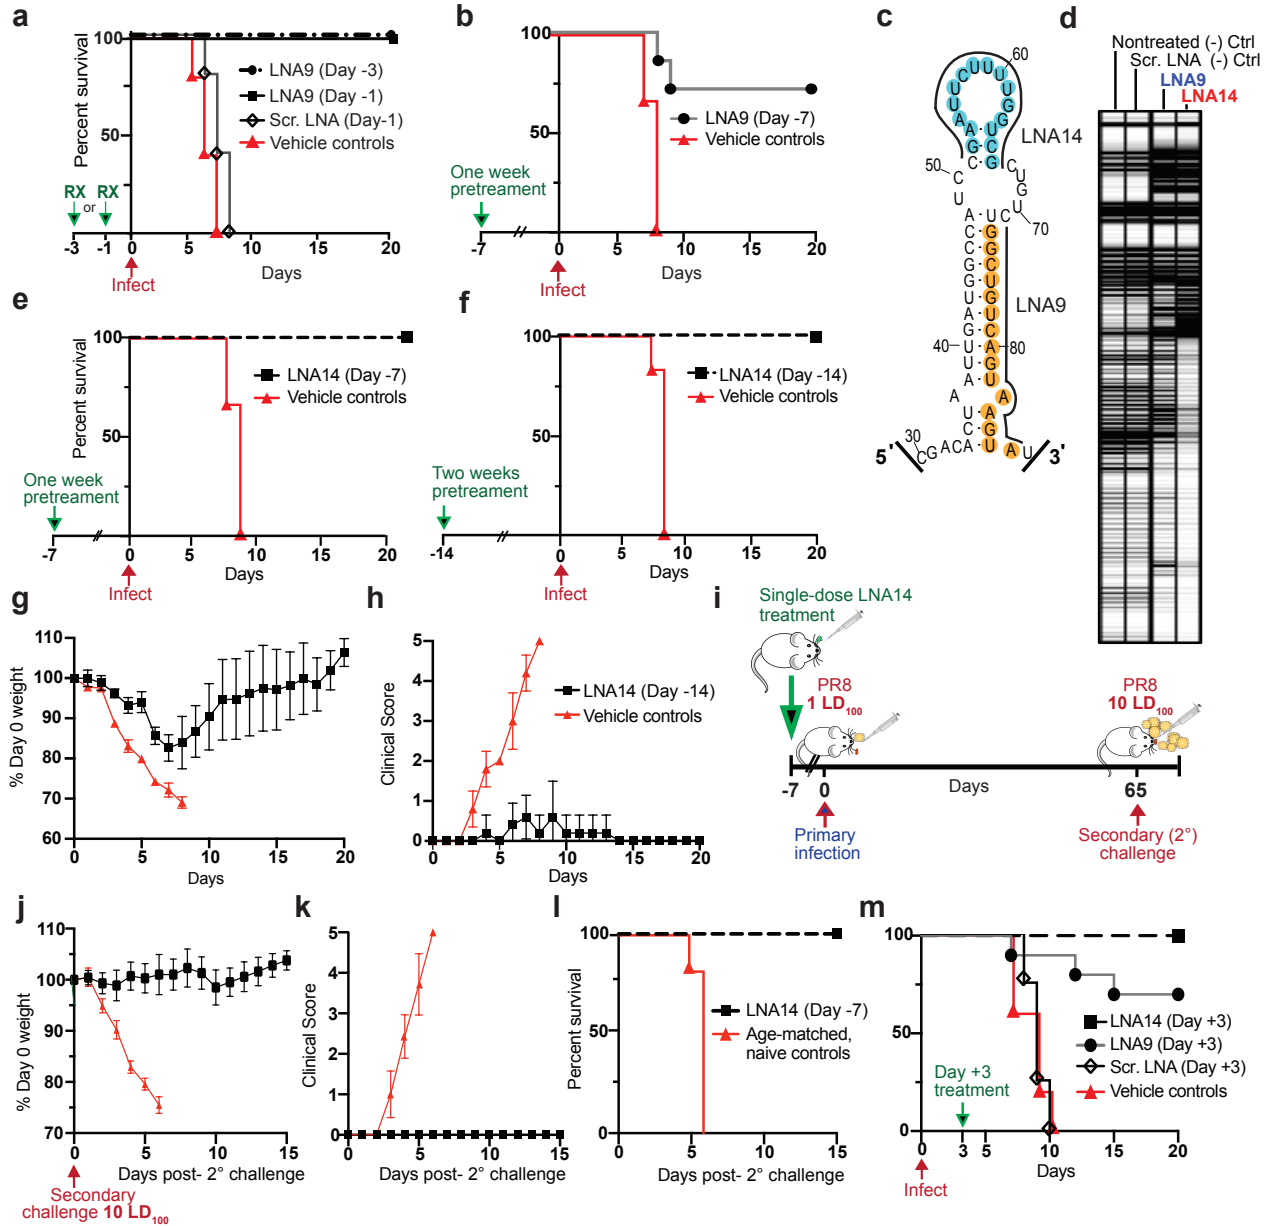 a
Percent survival
100
50
LNA9 (Day -3)
LNA9 (Day -1)
Scr. LNA (Day-1)
Vehicle controls
RX or RX
-3 -1 0 5 10 15 20
Infect
Days
b
100
50
LNA9 (Day -7)
Vehicle controls
One week
pretreament
-7 0 5 10 15 20
Infect
Days
c
60
50
LNA14
70
LNA9
40
80
30
5' 3'
C U U U U U G G U C G
G A A U U
C C U
C U G U C
A C C G G U A G U U A
U G G C U G U C A G U
A U C A C A G C
A A G U A U
d
Nontreated (-) Ctrl
Scr. LNA (-) Ctrl
LNA9
LNA14
e
Percent survival
100
50
LNA14 (Day -7)
Vehicle controls
One week
pretreatment
-7 0 5 10 15 20
Infect
Days
f
100
50
LNA14 (Day -14)
Vehicle controls
Two weeks
pretreament
-14 0 5 10 15 20
Infect
Days
g
% Day 0 weight
110
100
90
80
70
60
0 5 10 15 20
Days
h
Clinical Score
5
4
3
2
1
0
LNA14 (Day -14)
Vehicle controls
0 5 10 15 20
Days
i
Single-dose LNA14
treatment
PR8
1 LD100
PR8
10 LD100
-7 0 Days 65
Primary
infection
Secondary (2°)
challenge
j
% Day 0 weight
110
100
90
80
70
0 5 10 15
Days post- 2° challenge
Secondary
challenge 10 LD100
k
Clinical Score
5
4
3
2
1
0
0 5 10 15
Days post- 2° challenge
l
Percent survival
100
50
0
LNA14 (Day -7)
Age-matched,
naive controls
0 5 10 15
Days post- 2° challenge
m
100
50
0
LNA14 (Day +3)
LNA9 (Day +3)
Scr. LNA (Day +3)
Vehicle controls
Day +3
treatment
0 3 5 10 15 20
Infect
Days